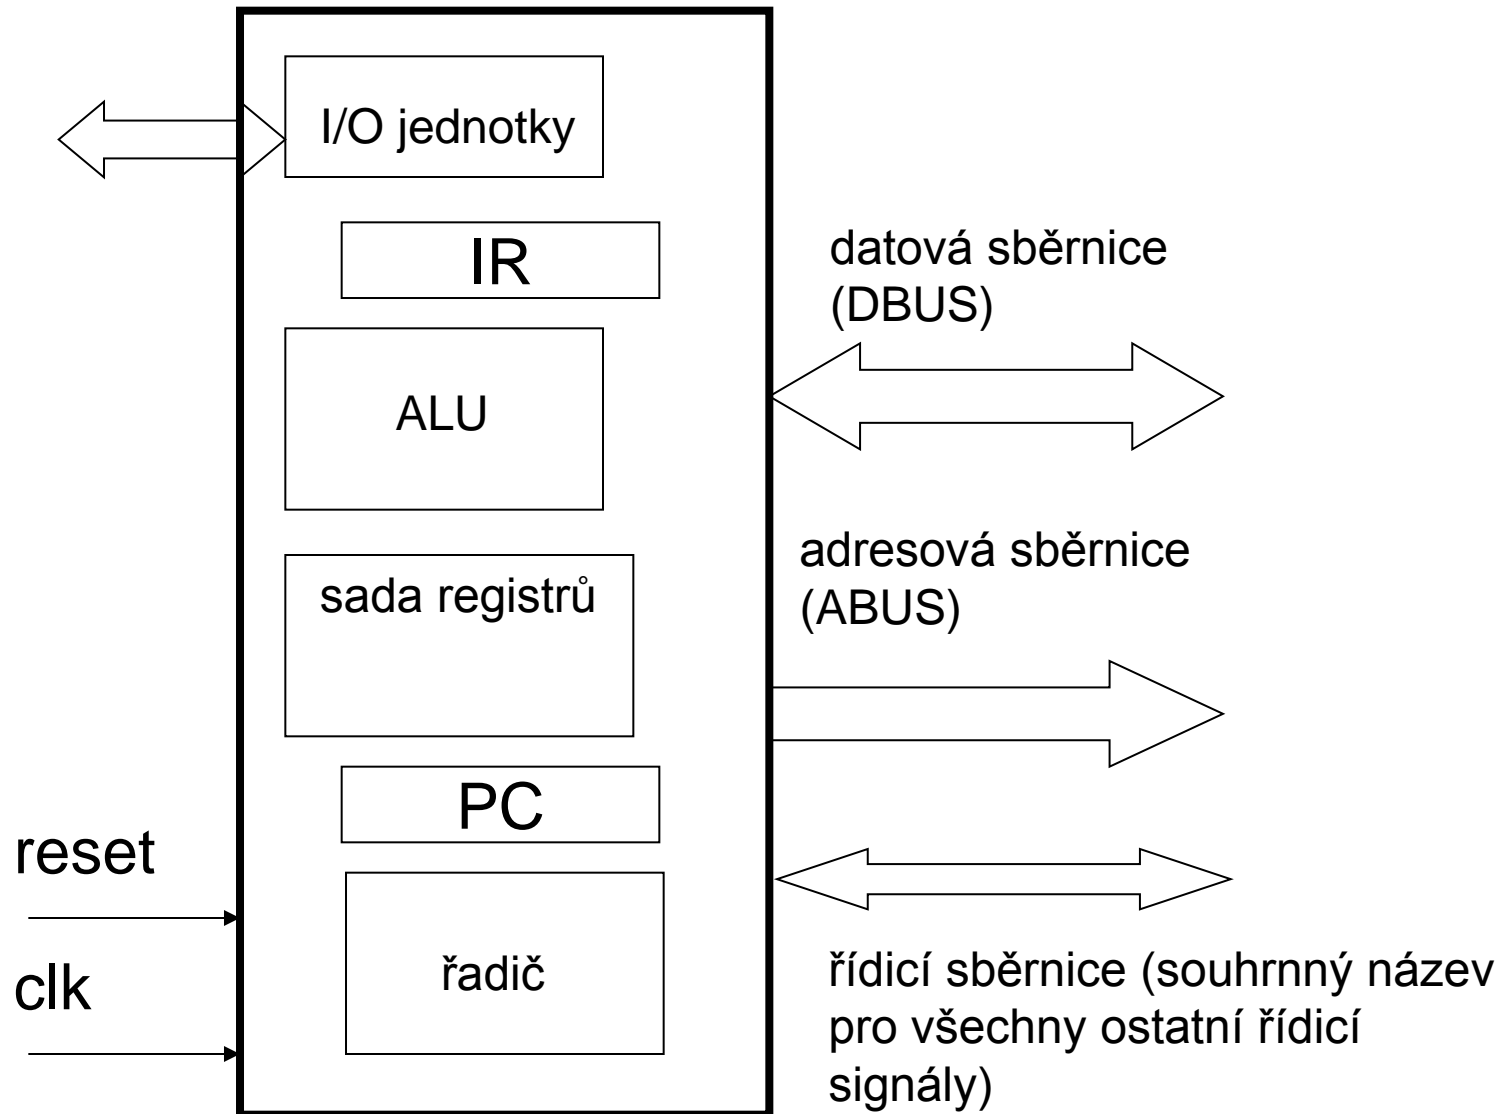 I/O jednotky
IR
ALU
sada registrů
PC
řadič
reset
clk
datová sběrnice
(DBUS)
adresová sběrnice
(ABUS)
řídicí sběrnice (souhrnný název
pro všechny ostatní řídicí
signály)